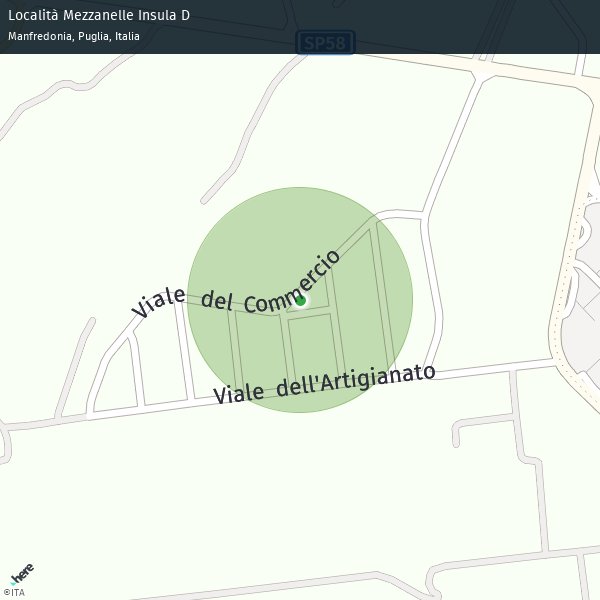 Località Mezzanelle Insula D
Manfredonia, Puglia, Italia
SP58
Viale del Commercio
Viale dell'Artigianato
here
©ITA